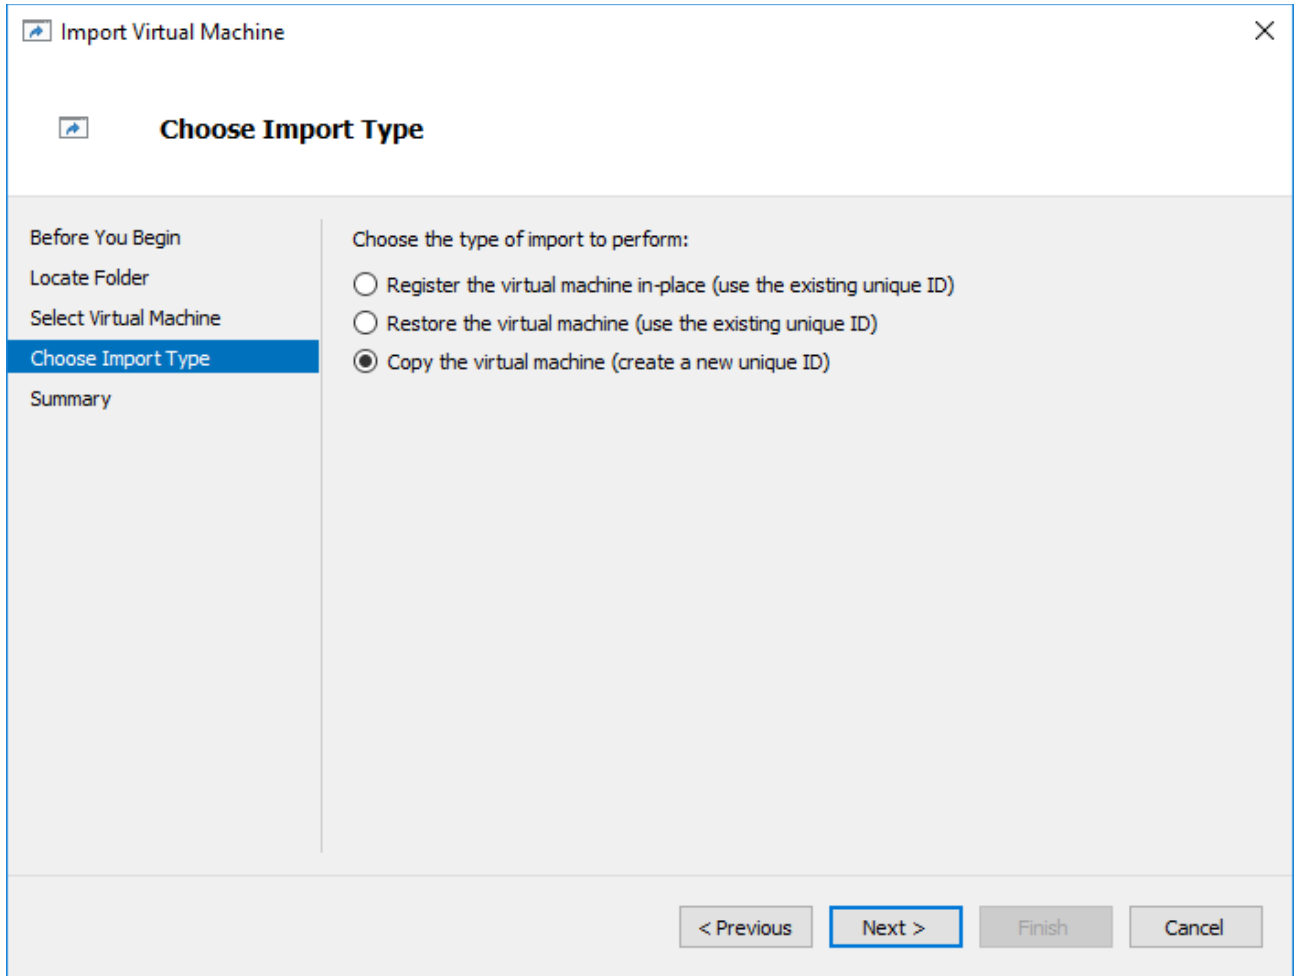 Import Virtual Machine
Choose Import Type
Before You Begin
Locate Folder
Select Virtual Machine
Choose Import Type
Summary
Choose the type of import to perform:
Register the virtual machine in-place (use the existing unique ID)
Restore the virtual machine (use the existing unique ID)
Copy the virtual machine (create a new unique ID)
< Previous
Next >
Finish
Cancel